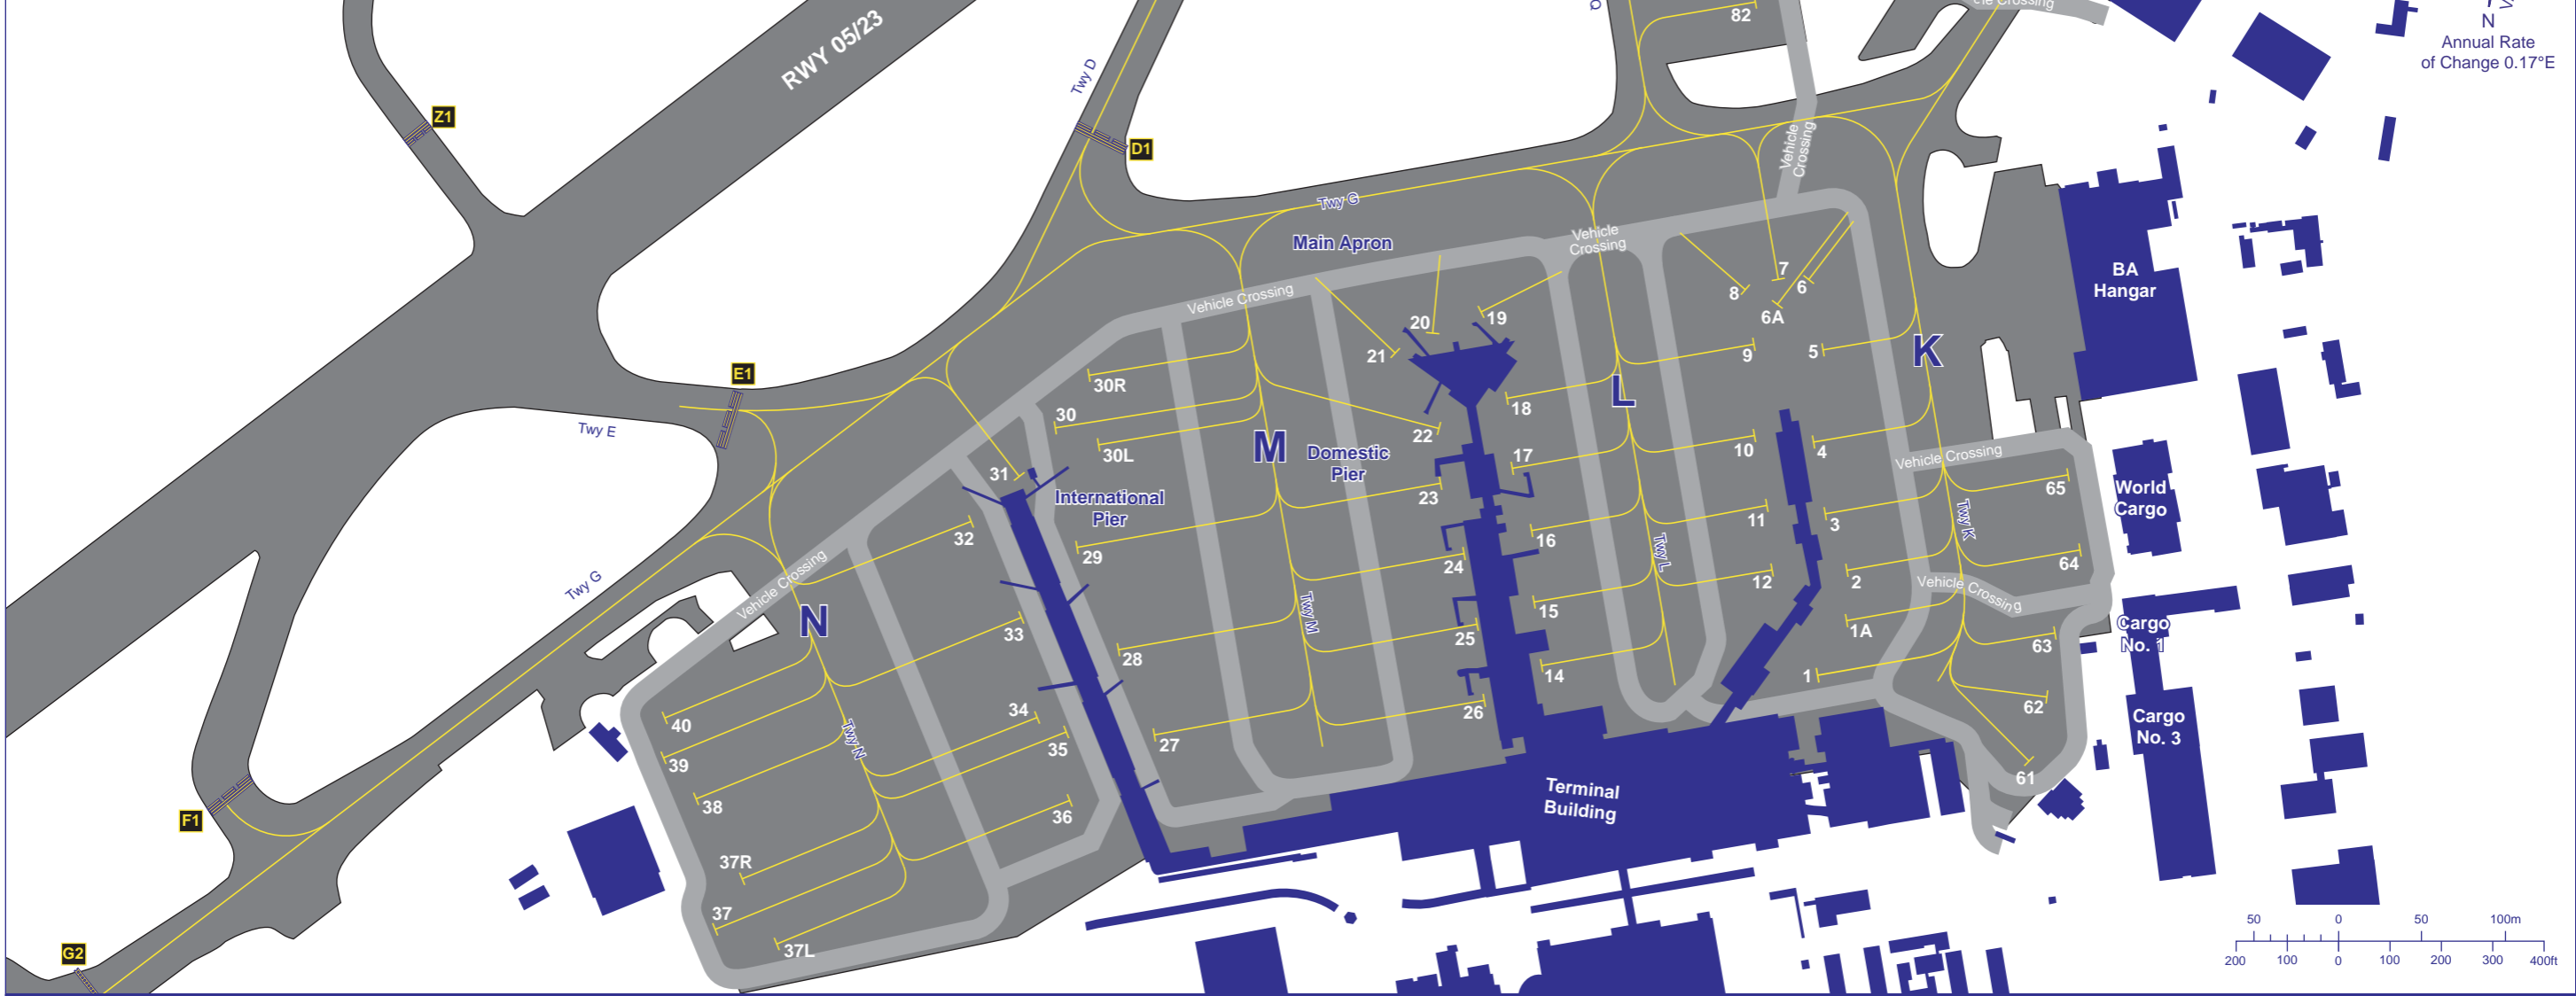 82
cle Crossing
N
Annual Rate
of Change 0.17°E
RWY 05/23
Twy D
Q
Z1
D1
Vehicle
Crossing
Twy G
Main Apron
Vehicle
Crossing
BA
Hangar
7
8
6
6A
Vehicle Crossing
20
19
21
9
5
K
E1
30R
30
18
L
Twy E
22
M
30L
17
10
4
Domestic
Pier
Vehicle Crossing
31
International
Pier
23
65
World
Cargo
32
29
16
11
3
Twy K
24
Twy L
12
2
64
Vehicle Crossing
Twy G
Vehicle Crossing
N
33
Twy M
15
28
25
1A
63
Cargo
No. 1
14
1
40
34
26
62
Cargo
No. 3
Twy N
35
27
39
61
38
36
Terminal
Building
F1
37R
37
37L
G2
50 0 50 100m
200 100 0 100 200 300 400ft